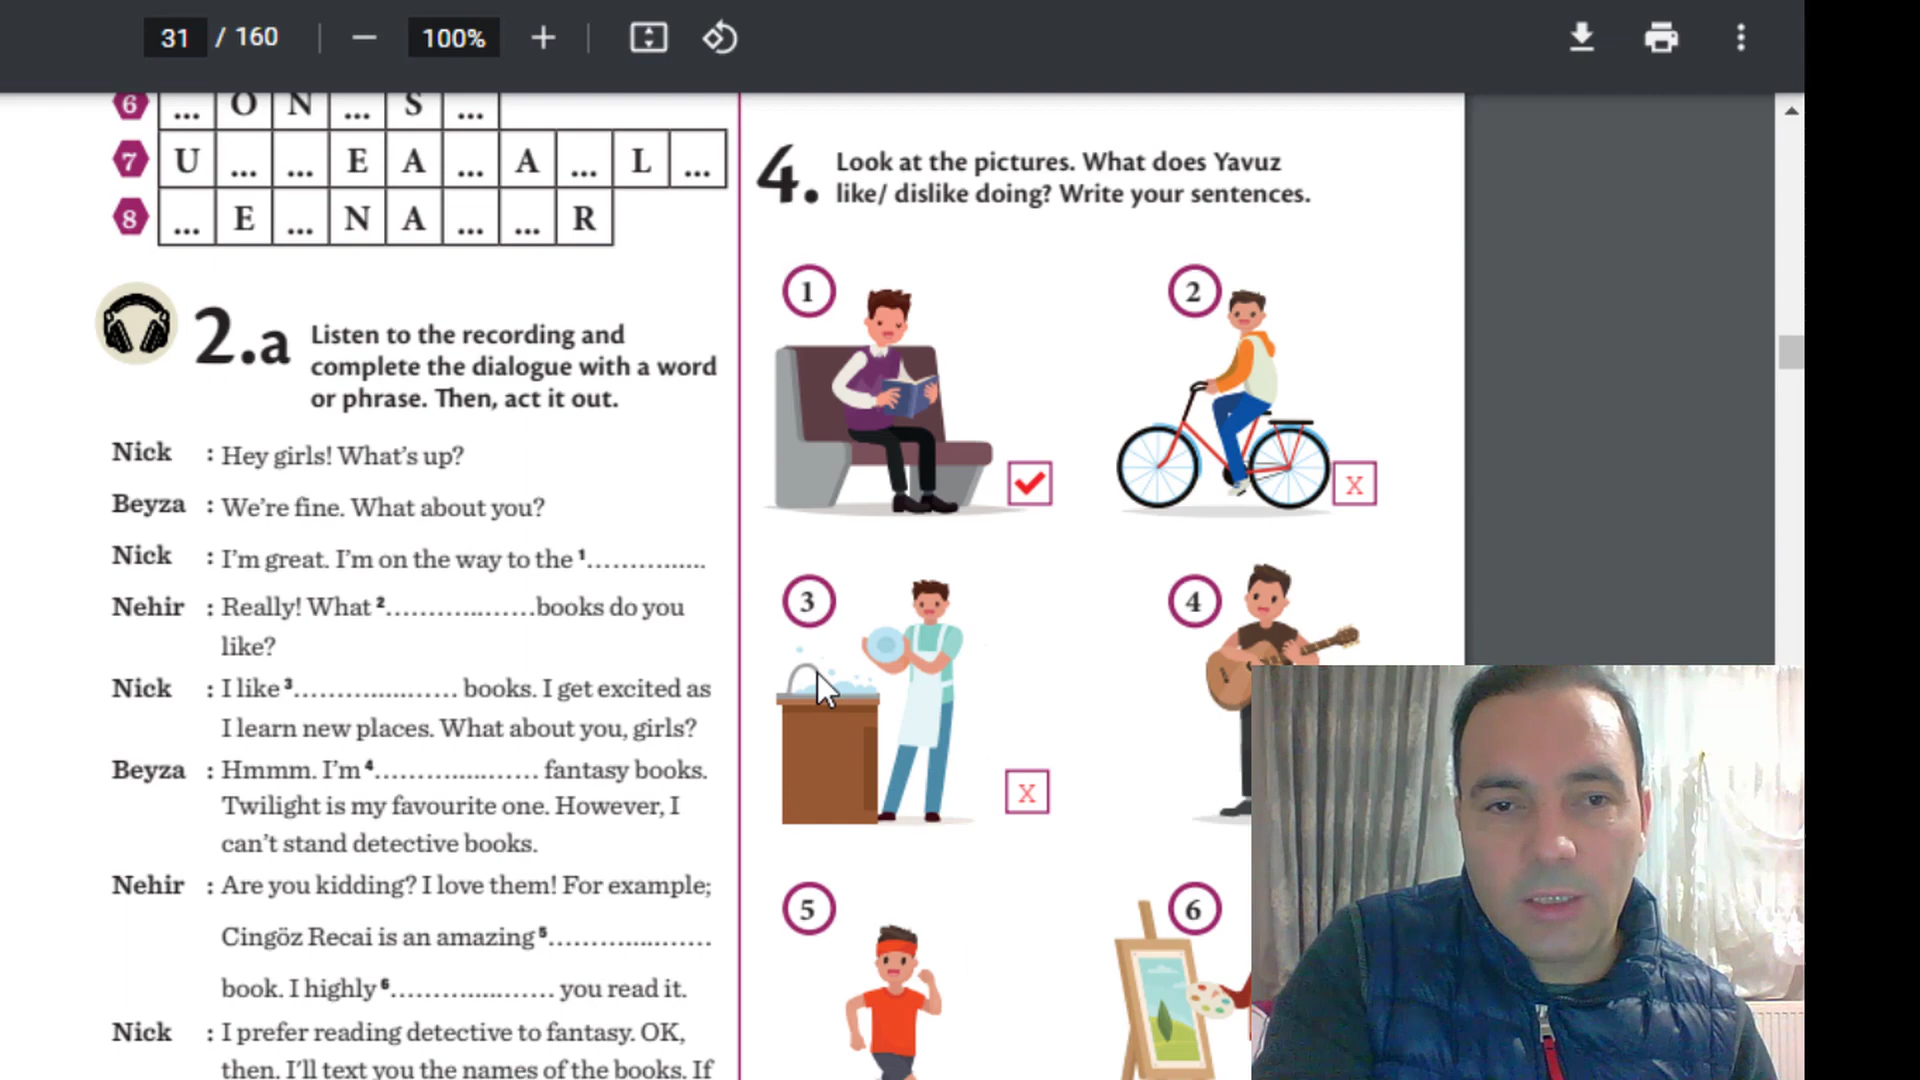 31 / 160
100%
6 ... O N ... S ...
7 U ... ... E A ... A ... L ...
8 ... E ... N A ... ... R
2.a Listen to the recording and
complete the dialogue with a word
or phrase. Then, act it out.
Nick : Hey girls! What's up?
Beyza : We're fine. What about you?
Nick : I'm great. I'm on the way to the ¹................
Nehir : Really! What ²..................books do you
like?
Nick : I like ³.................... books. I get excited as
I learn new places. What about you, girls?
Beyza : Hmmm. I'm ⁴.................... fantasy books.
Twilight is my favourite one. However, I
can't stand detective books.
Nehir : Are you kidding? I love them! For example;
Cingöz Recai is an amazing ⁵....................
book. I highly ⁶.................... you read it.
Nick : I prefer reading detective to fantasy. OK,
then. I'll text you the names of the books. If
4. Look at the pictures. What does Yavuz
like/ dislike doing? Write your sentences.
1
2
X
3
X
4
5
6